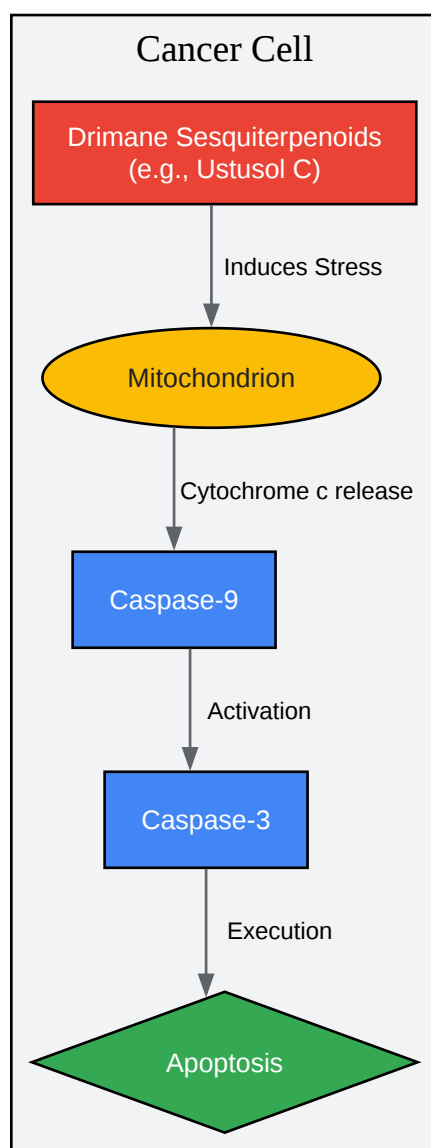 Cancer Cell
Drimane Sesquiterpenoids
(e.g., Ustusol C)
Induces Stress
Mitochondrion
Cytochrome c release
Caspase-9
Activation
Caspase-3
Execution
Apoptosis